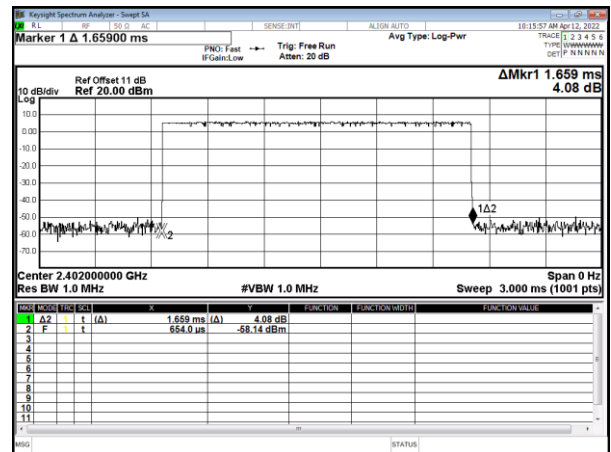 Keysight Spectrum Analyzer - Swept SA
RL RF 50 Ω AC SENSE:INT ALIGN AUTO 10:15:57 AM Apr 12, 2022
Marker 1 Δ 1.65900 ms
PNO: Fast Trig: Free Run Avg Type: Log-Pwr TRACE 1 2 3 4 5 6
TYPE WWWWWW
IFGain:Low Atten: 20 dB DET P N N N N N
Ref Offset 11 dB ΔMkr1 1.659 ms
10 dB/div Ref 20.00 dBm 4.08 dB
Log
10.0
0.00
-10.0
-20.0
-30.0
-40.0
-50.0
1Δ2
-60.0
2
-70.0
Center 2.402000000 GHz Span 0 Hz
Res BW 1.0 MHz #VBW 1.0 MHz Sweep 3.000 ms (1001 pts)
MKR MODE TRC SCL X Y FUNCTION FUNCTION WIDTH FUNCTION VALUE
1 Δ2 1 t (Δ) 1.659 ms (Δ) 4.08 dB
2 F 1 t 654.0 µs -58.14 dBm
3
4
5
6
7
8
9
10
11
MSG STATUS